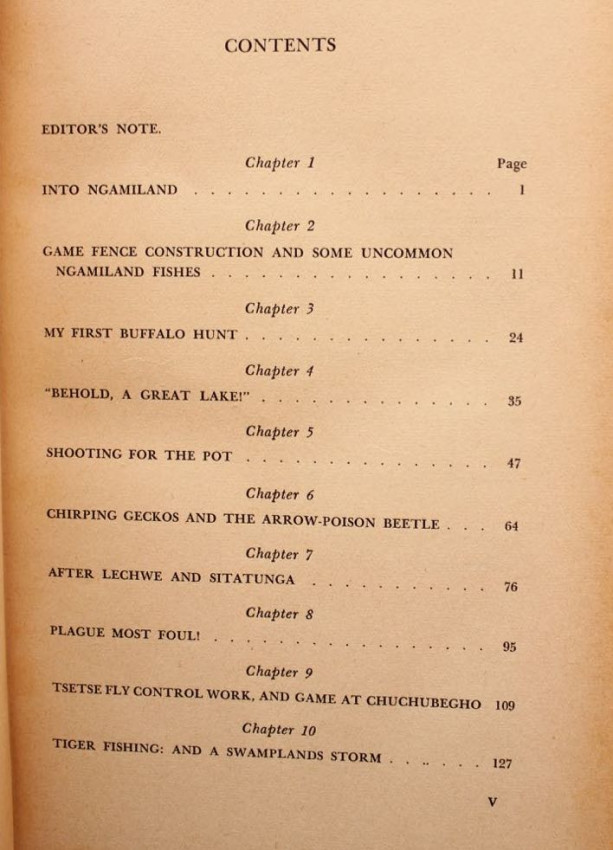 CONTENTS
EDITOR'S NOTE.
Chapter 1 Page
INTO NGAMILAND . . . . . . . . . . . . . . . . . . 1
Chapter 2
GAME FENCE CONSTRUCTION AND SOME UNCOMMON
NGAMILAND FISHES . . . . . . . . . . . . . . . . . 11
Chapter 3
MY FIRST BUFFALO HUNT . . . . . . . . . . . . . . . 24
Chapter 4
"BEHOLD, A GREAT LAKE!" . . . . . . . . . . . . . . 35
Chapter 5
SHOOTING FOR THE POT . . . . . . . . . . . . . . . 47
Chapter 6
CHIRPING GECKOS AND THE ARROW-POISON BEETLE . . . 64
Chapter 7
AFTER LECHWE AND SITATUNGA . . . . . . . . . . . 76
Chapter 8
PLAGUE MOST FOUL! . . . . . . . . . . . . . . . . . 95
Chapter 9
TSETSE FLY CONTROL WORK, AND GAME AT CHUCHUBEGHO 109
Chapter 10
TIGER FISHING: AND A SWAMPLANDS STORM . . .. . . . 127
V